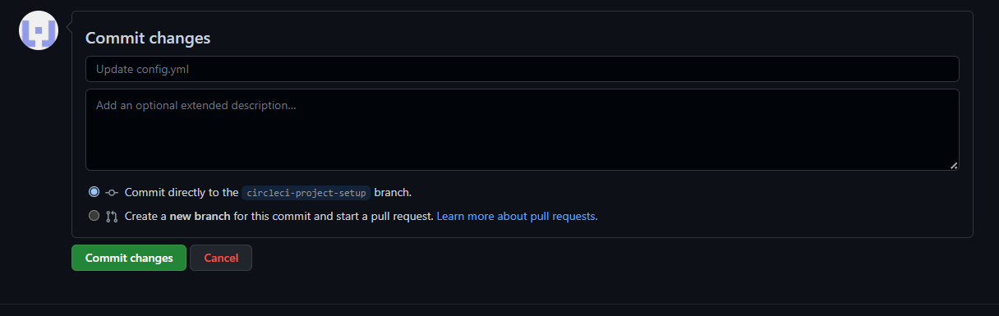 Commit changes
Update config.yml
Add an optional extended description...
Commit directly to the circleci-project-setup branch.
Create a new branch for this commit and start a pull request. Learn more about pull requests.
Commit changes Cancel